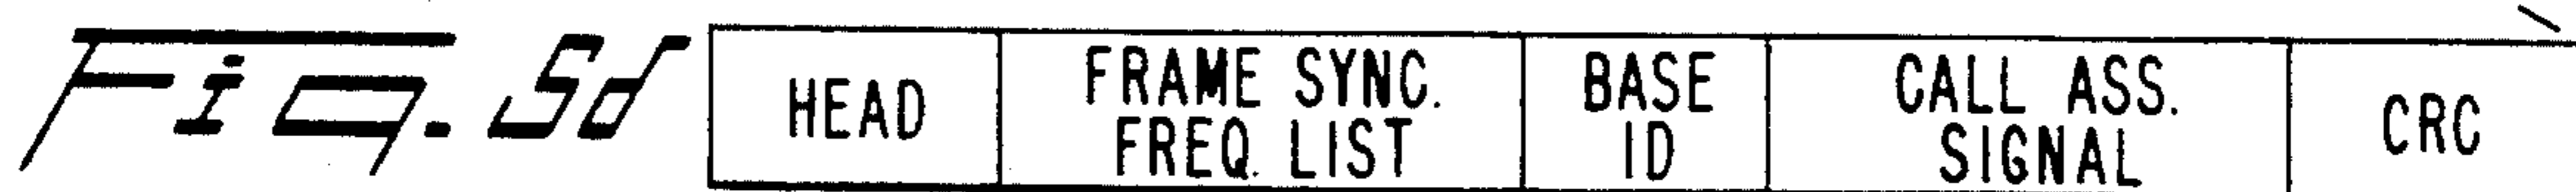 Fig. 5d
HEAD
FRAME SYNC.
FREQ. LIST
BASE
ID
CALL ASS.
SIGNAL
CRC